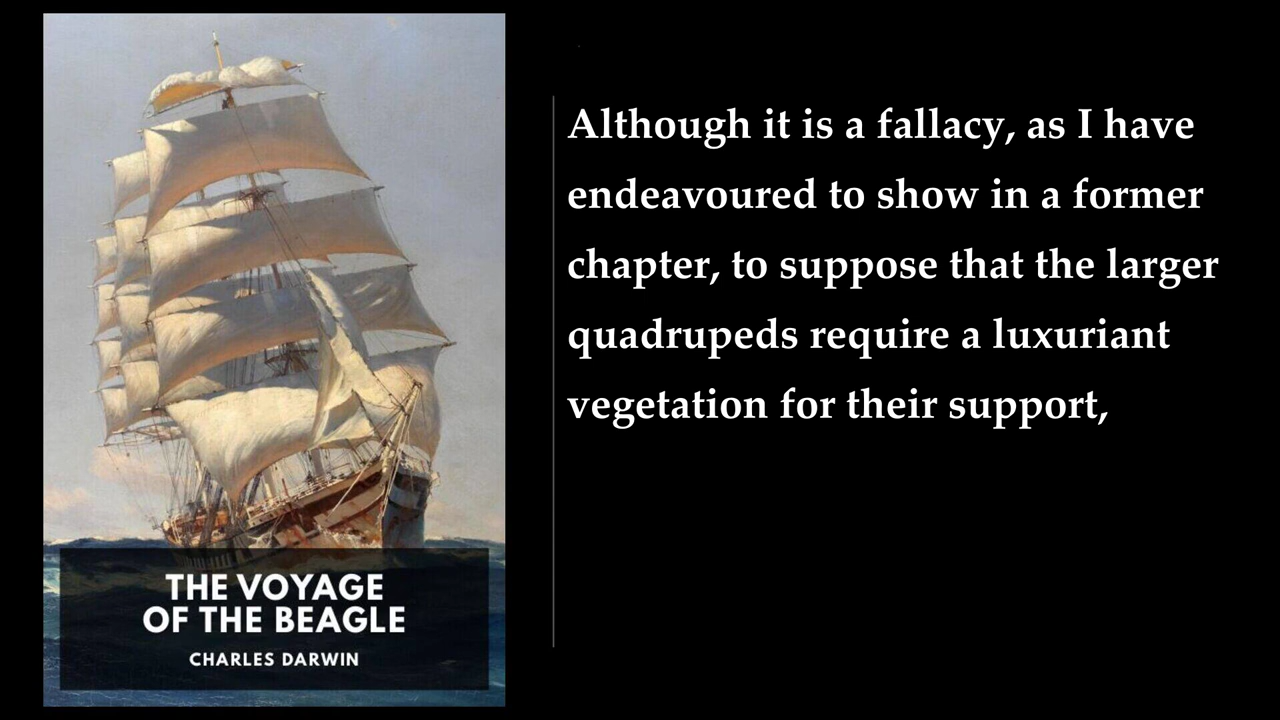 THE VOYAGE
OF THE BEAGLE
CHARLES DARWIN
Although it is a fallacy, as I have
endeavoured to show in a former
chapter, to suppose that the larger
quadrupeds require a luxuriant
vegetation for their support,